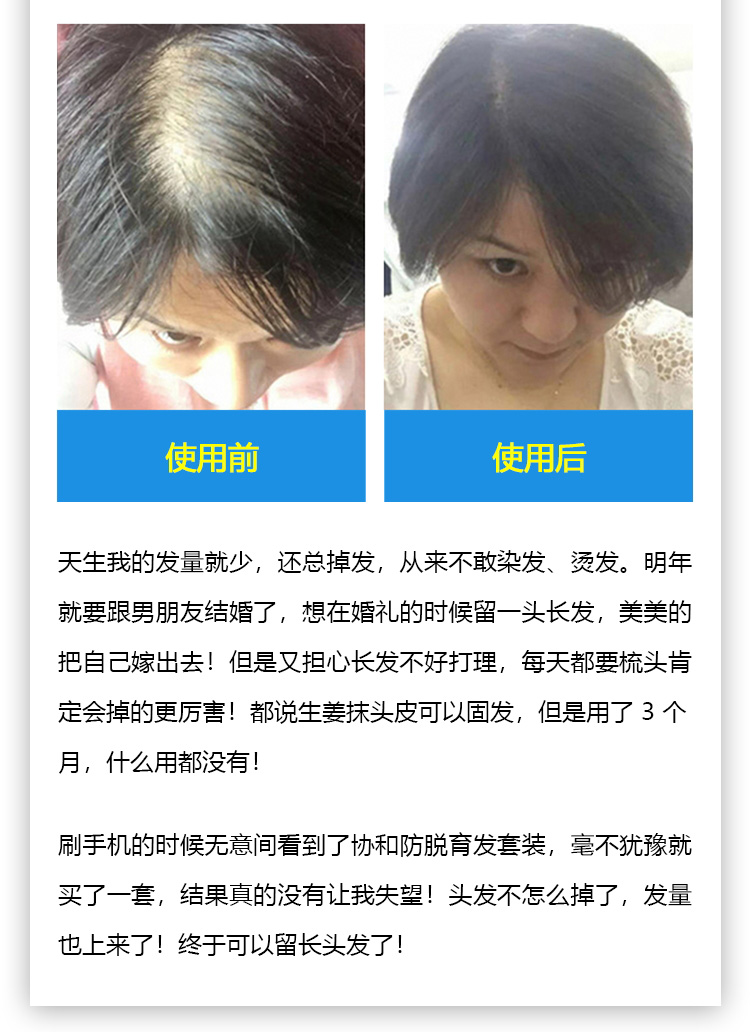 使用前
使用后
天生我的发量就少，还总掉发，从来不敢染发、烫发。明年
就要跟男朋友结婚了，想在婚礼的时候留一头长发，美美的
把自己嫁出去！但是又担心长发不好打理，每天都要梳头肯
定会掉的更厉害！都说生姜抹头皮可以固发，但是用了 3 个
月，什么用都没有！
刷手机的时候无意间看到了协和防脱育发套装，毫不犹豫就
买了一套，结果真的没有让我失望！头发不怎么掉了，发量
也上来了！终于可以留长头发了！